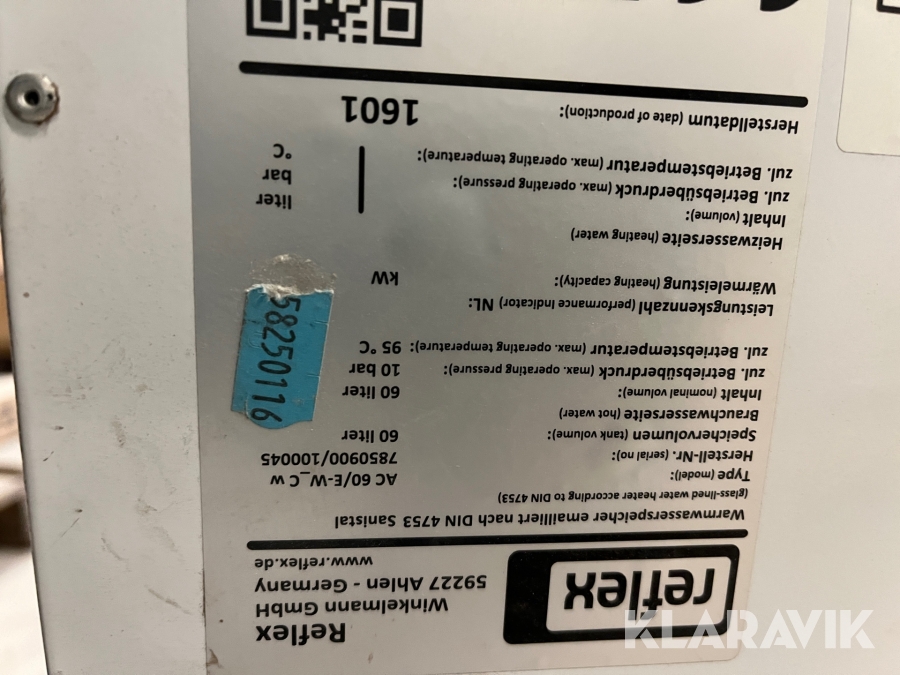 reflex
Reflex
Winkelmann GmbH
59227 Ahlen - Germany
www.reflex.de
Warmwasserspeicher emailliert nach DIN 4753 Sanistal
(glass-lined water heater according to DIN 4753)
Type (model): AC 60/E-W_C w
Herstell-Nr. (serial no): 7850900/100045
Speichervolumen (tank volume): 60 liter
Brauchwasserseite (hot water)
Inhalt (nominal volume): 60 liter
zul. Betriebsüberdruck (max. operating pressure): 10 bar
zul. Betriebstemperatur (max. operating temperature): 95 °C
Leistungskennzahl (performance indicator) NL:
Wärmeleistung (heating capacity): kW
Heizwasserseite (heating water)
Inhalt (volume): liter
zul. Betriebsüberdruck (max. operating pressure): bar
zul. Betriebstemperatur (max. operating temperature): °C
Herstelldatum (date of production): 1601
58250116
KLARAVIK